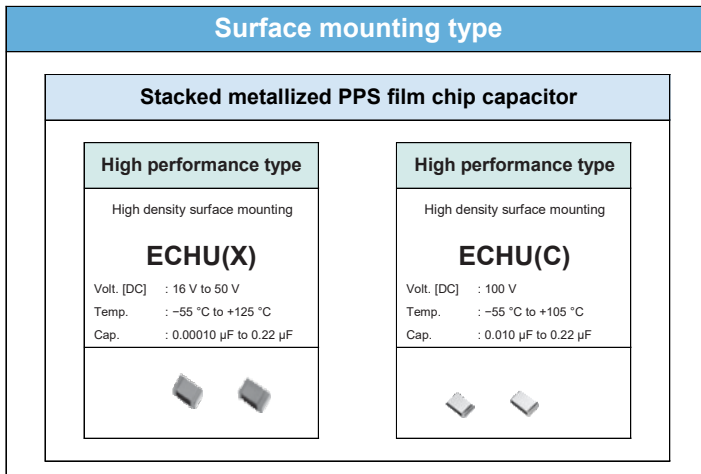 Surface mounting type
Stacked metallized PPS film chip capacitor
High performance type
High density surface mounting
ECHU(X)
Volt. [DC] : 16 V to 50 V
Temp. : −55 °C to +125 °C
Cap. : 0.00010 μF to 0.22 μF
High performance type
High density surface mounting
ECHU(C)
Volt. [DC] : 100 V
Temp. : −55 °C to +105 °C
Cap. : 0.010 μF to 0.22 μF